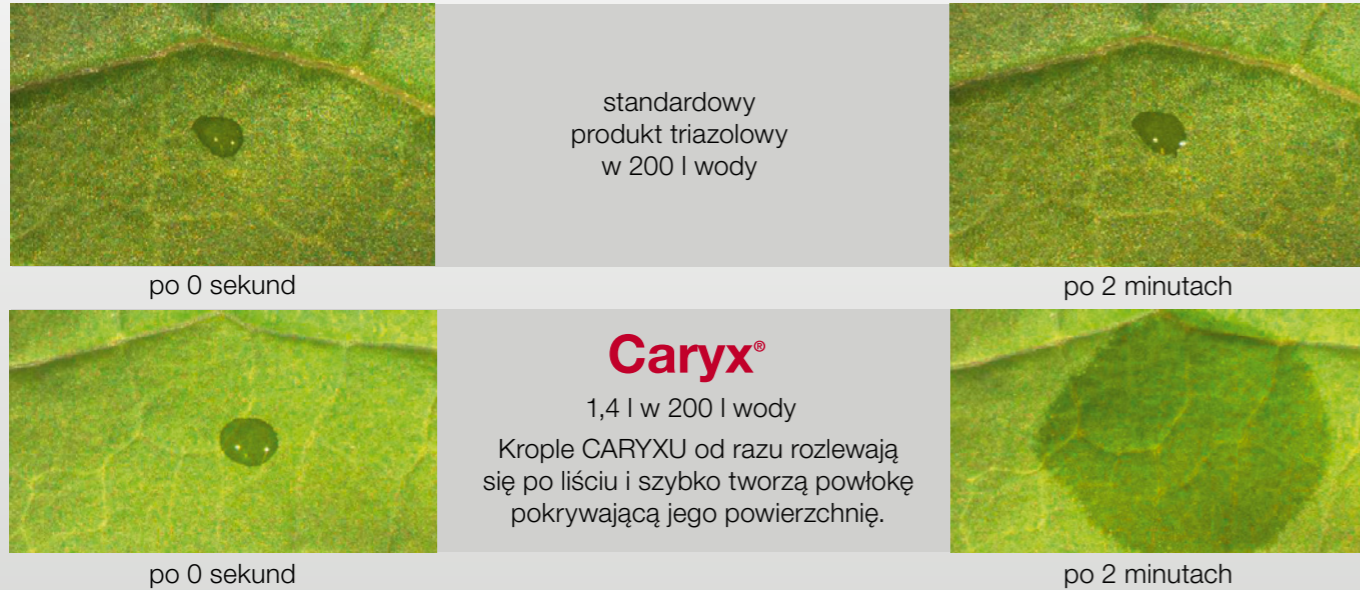 standardowy
produkt triazolowy
w 200 l wody
po 0 sekund
po 2 minutach
Caryx®
1,4 l w 200 l wody
Krople CARYXU od razu rozlewają
się po liściu i szybko tworzą powłokę
pokrywającą jego powierzchnię.
po 0 sekund
po 2 minutach